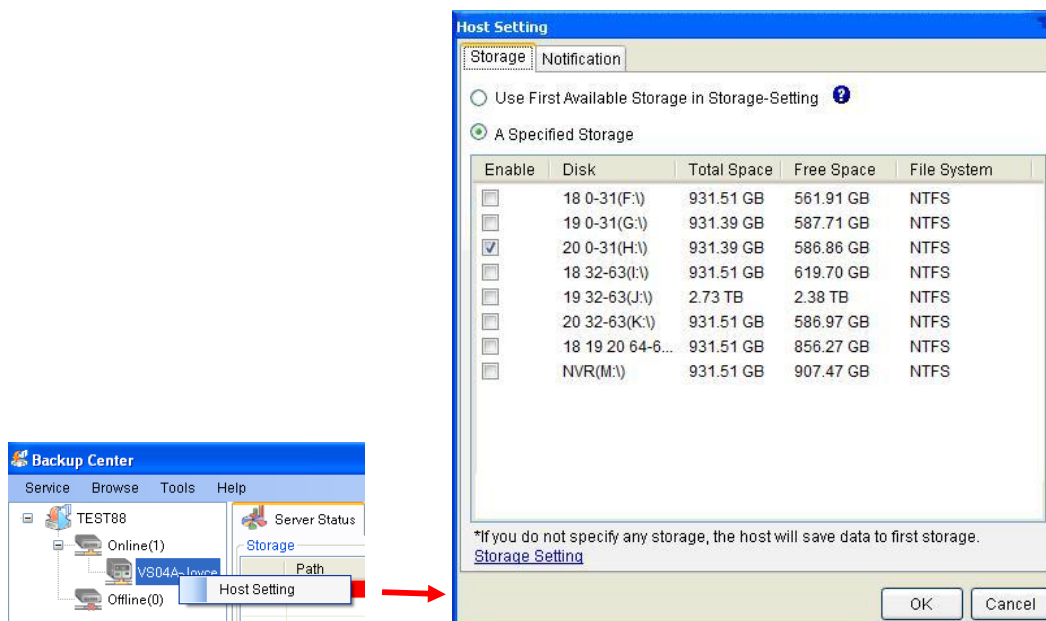 Host Setting
Storage Notification
Use First Available Storage in Storage-Setting ?
A Specified Storage
Enable Disk Total Space Free Space File System
18 0-31(F:\) 931.51 GB 561.91 GB NTFS
19 0-31(G:\) 931.39 GB 587.71 GB NTFS
20 0-31(H:\) 931.39 GB 586.86 GB NTFS
18 32-63(I:\) 931.51 GB 619.70 GB NTFS
19 32-63(J:\) 2.73 TB 2.38 TB NTFS
20 32-63(K:\) 931.51 GB 586.97 GB NTFS
18 19 20 64-6... 931.51 GB 856.27 GB NTFS
NVR(M:\) 931.51 GB 907.47 GB NTFS
*If you do not specify any storage, the host will save data to first storage.
Storage Setting
OK Cancel
Backup Center
Service Browse Tools Help
TEST88
Server Status
Online(1)
Storage
VS04A-Joyce
Path
Host Setting
Offline(0)